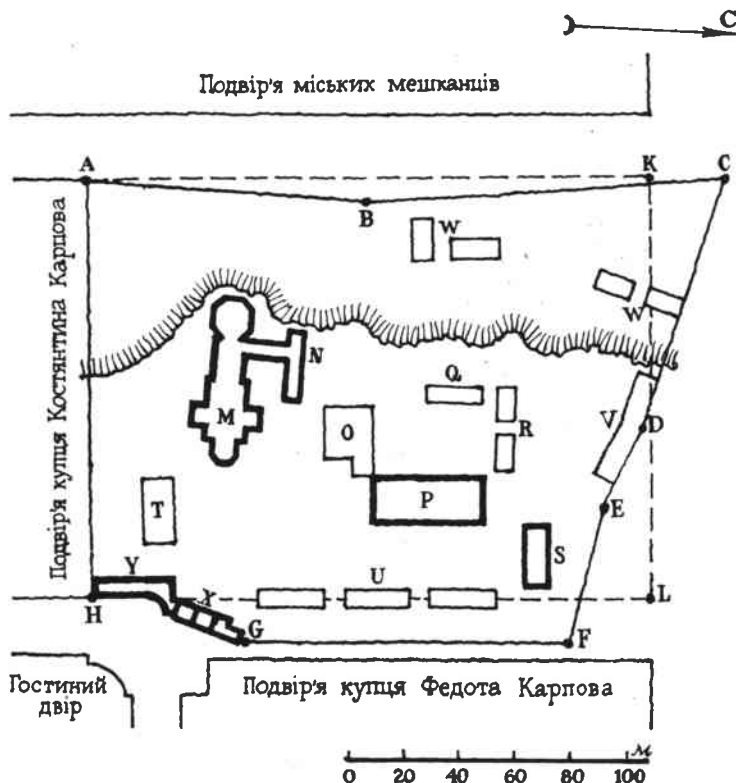 С
Подвір'я міських мешканців
A
K
C
B
W
Подвір'я купця Костянтина Карпова
W
N
Q
M
O
R
V
D
P
T
E
S
Y
U
H
X
L
G
F
Гостиний
двір
Подвір'я купця Федота Карпова
м
0 20 40 60 80 100